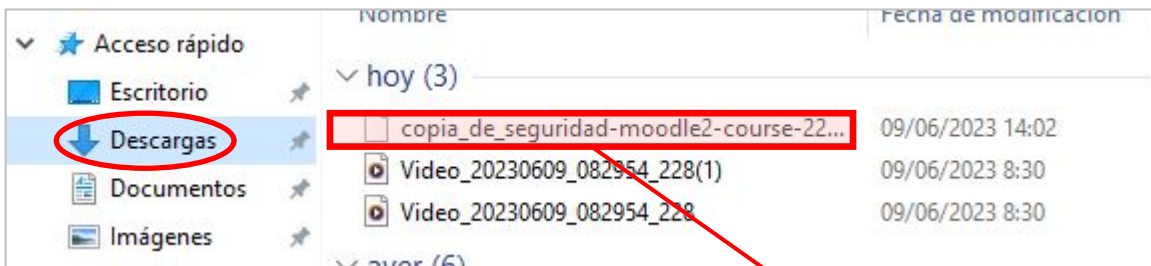 Nombre Fecha de modificación
Acceso rápido
hoy (3)
Escritorio
copia_de_seguridad-moodle2-course-22... 09/06/2023 14:02
Descargas
Video_20230609_082954_228(1) 09/06/2023 8:30
Documentos
Video_20230609_082954_228 09/06/2023 8:30
Imágenes
ayer (6)